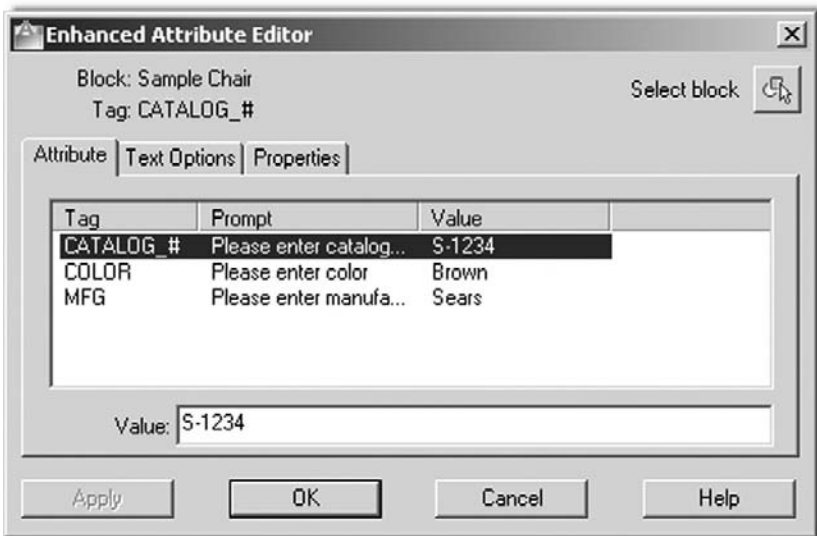 Enhanced Attribute Editor
Block: Sample Chair
Select block
Tag: CATALOG_#
Attribute Text Options Properties
Tag Prompt Value
CATALOG_# Please enter catalog... S-1234
COLOR Please enter color Brown
MFG Please enter manufa... Sears
Value: S-1234
Apply OK Cancel Help